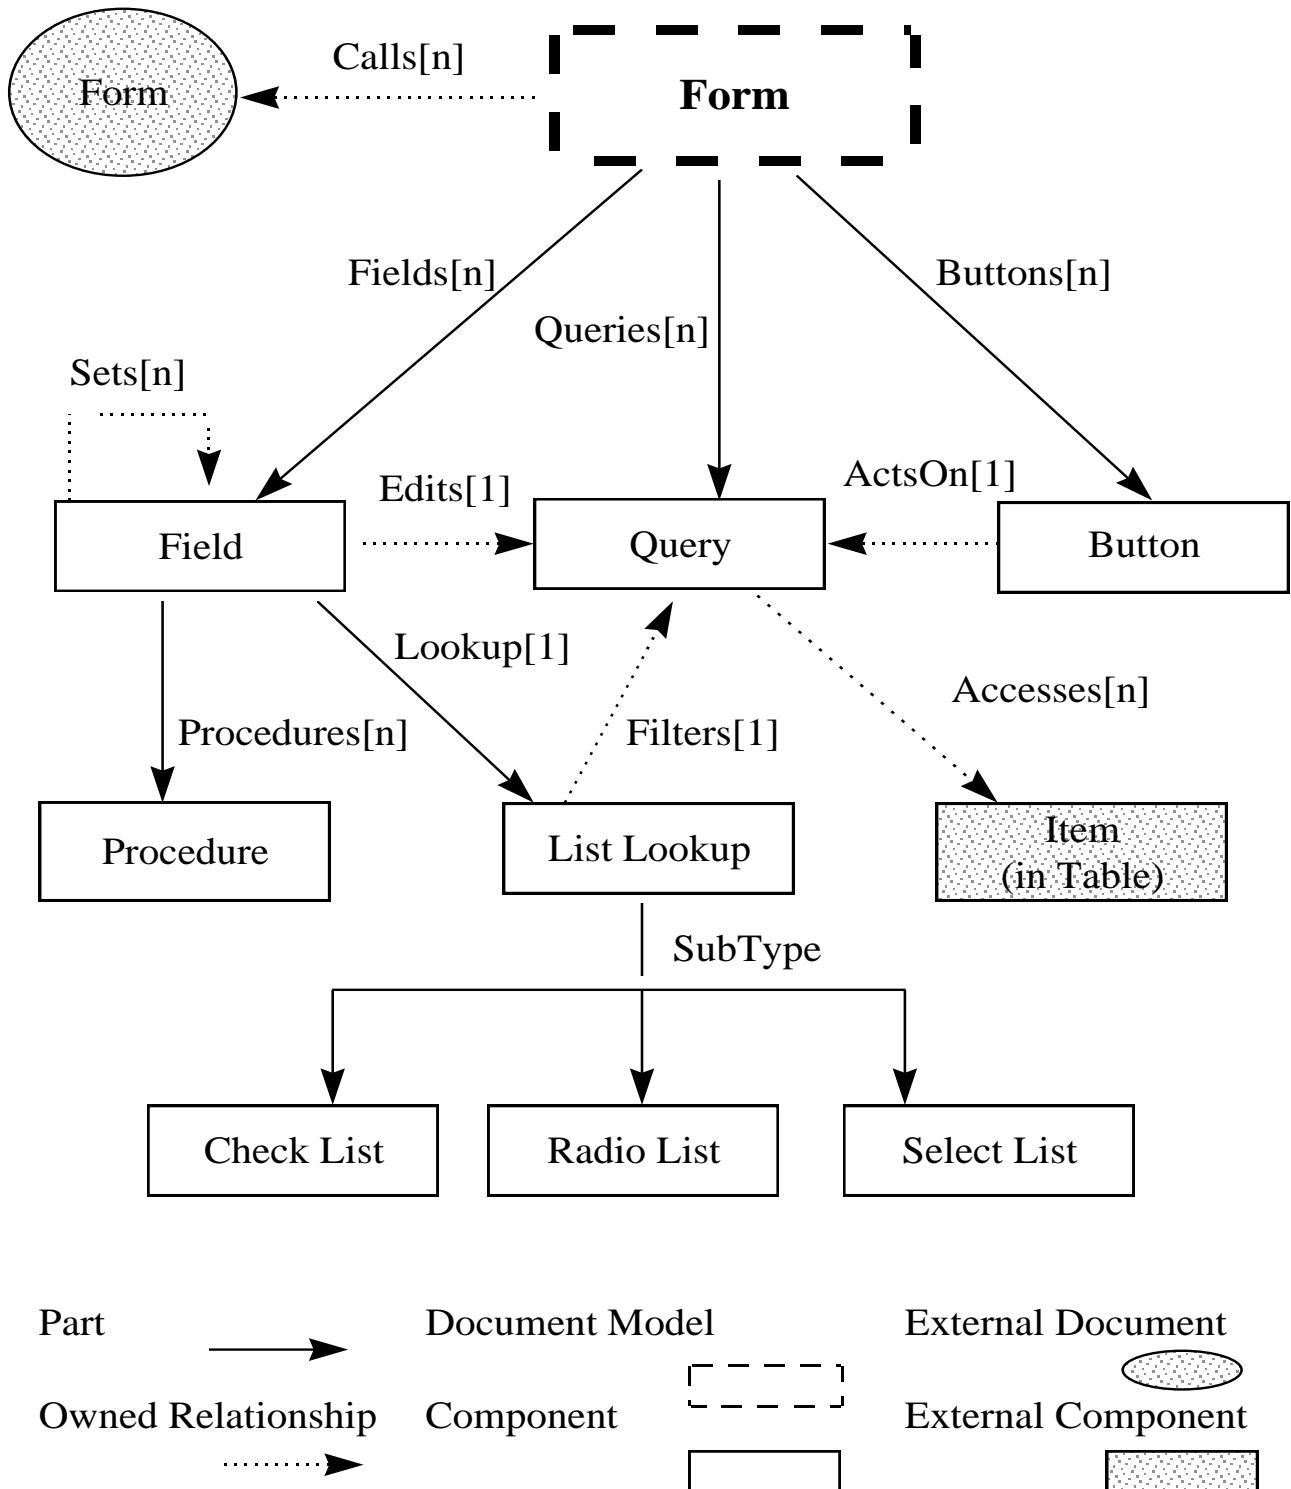 Form
Calls[n]
Form
Fields[n]
Queries[n]
Buttons[n]
Sets[n]
Edits[1]
ActsOn[1]
Field
Query
Button
Lookup[1]
Procedures[n]
Filters[1]
Accesses[n]
Procedure
List Lookup
Item
(in Table)
SubType
Check List
Radio List
Select List
Part
Document Model
External Document
Owned Relationship
Component
External Component